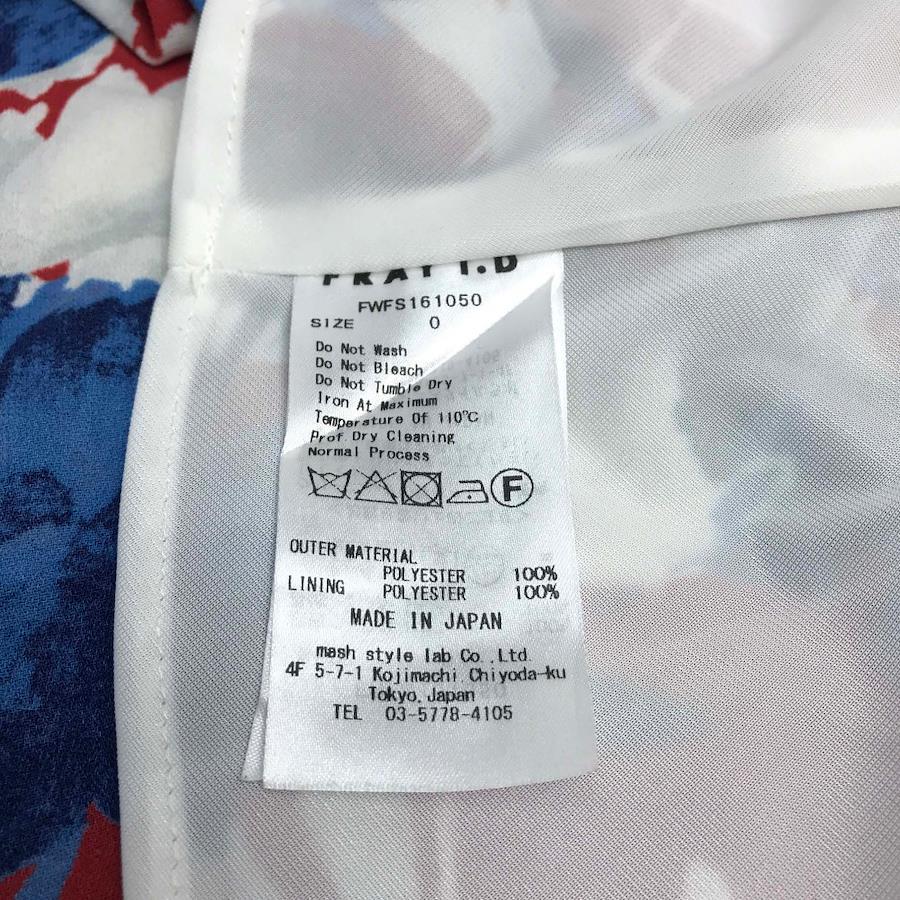 FRAY I.D
FWFS161050
SIZE 0
Do Not Wash
Do Not Bleach
Do Not Tumble Dry
Iron At Maximum
Temperature Of 110℃
Prof.Dry Cleaning
Normal Process
F
OUTER MATERIAL
POLYESTER 100%
LINING POLYESTER 100%
MADE IN JAPAN
mash style lab Co.,Ltd.
4F 5-7-1 Kojimachi Chiyoda-ku
Tokyo,Japan
TEL 03-5778-4105